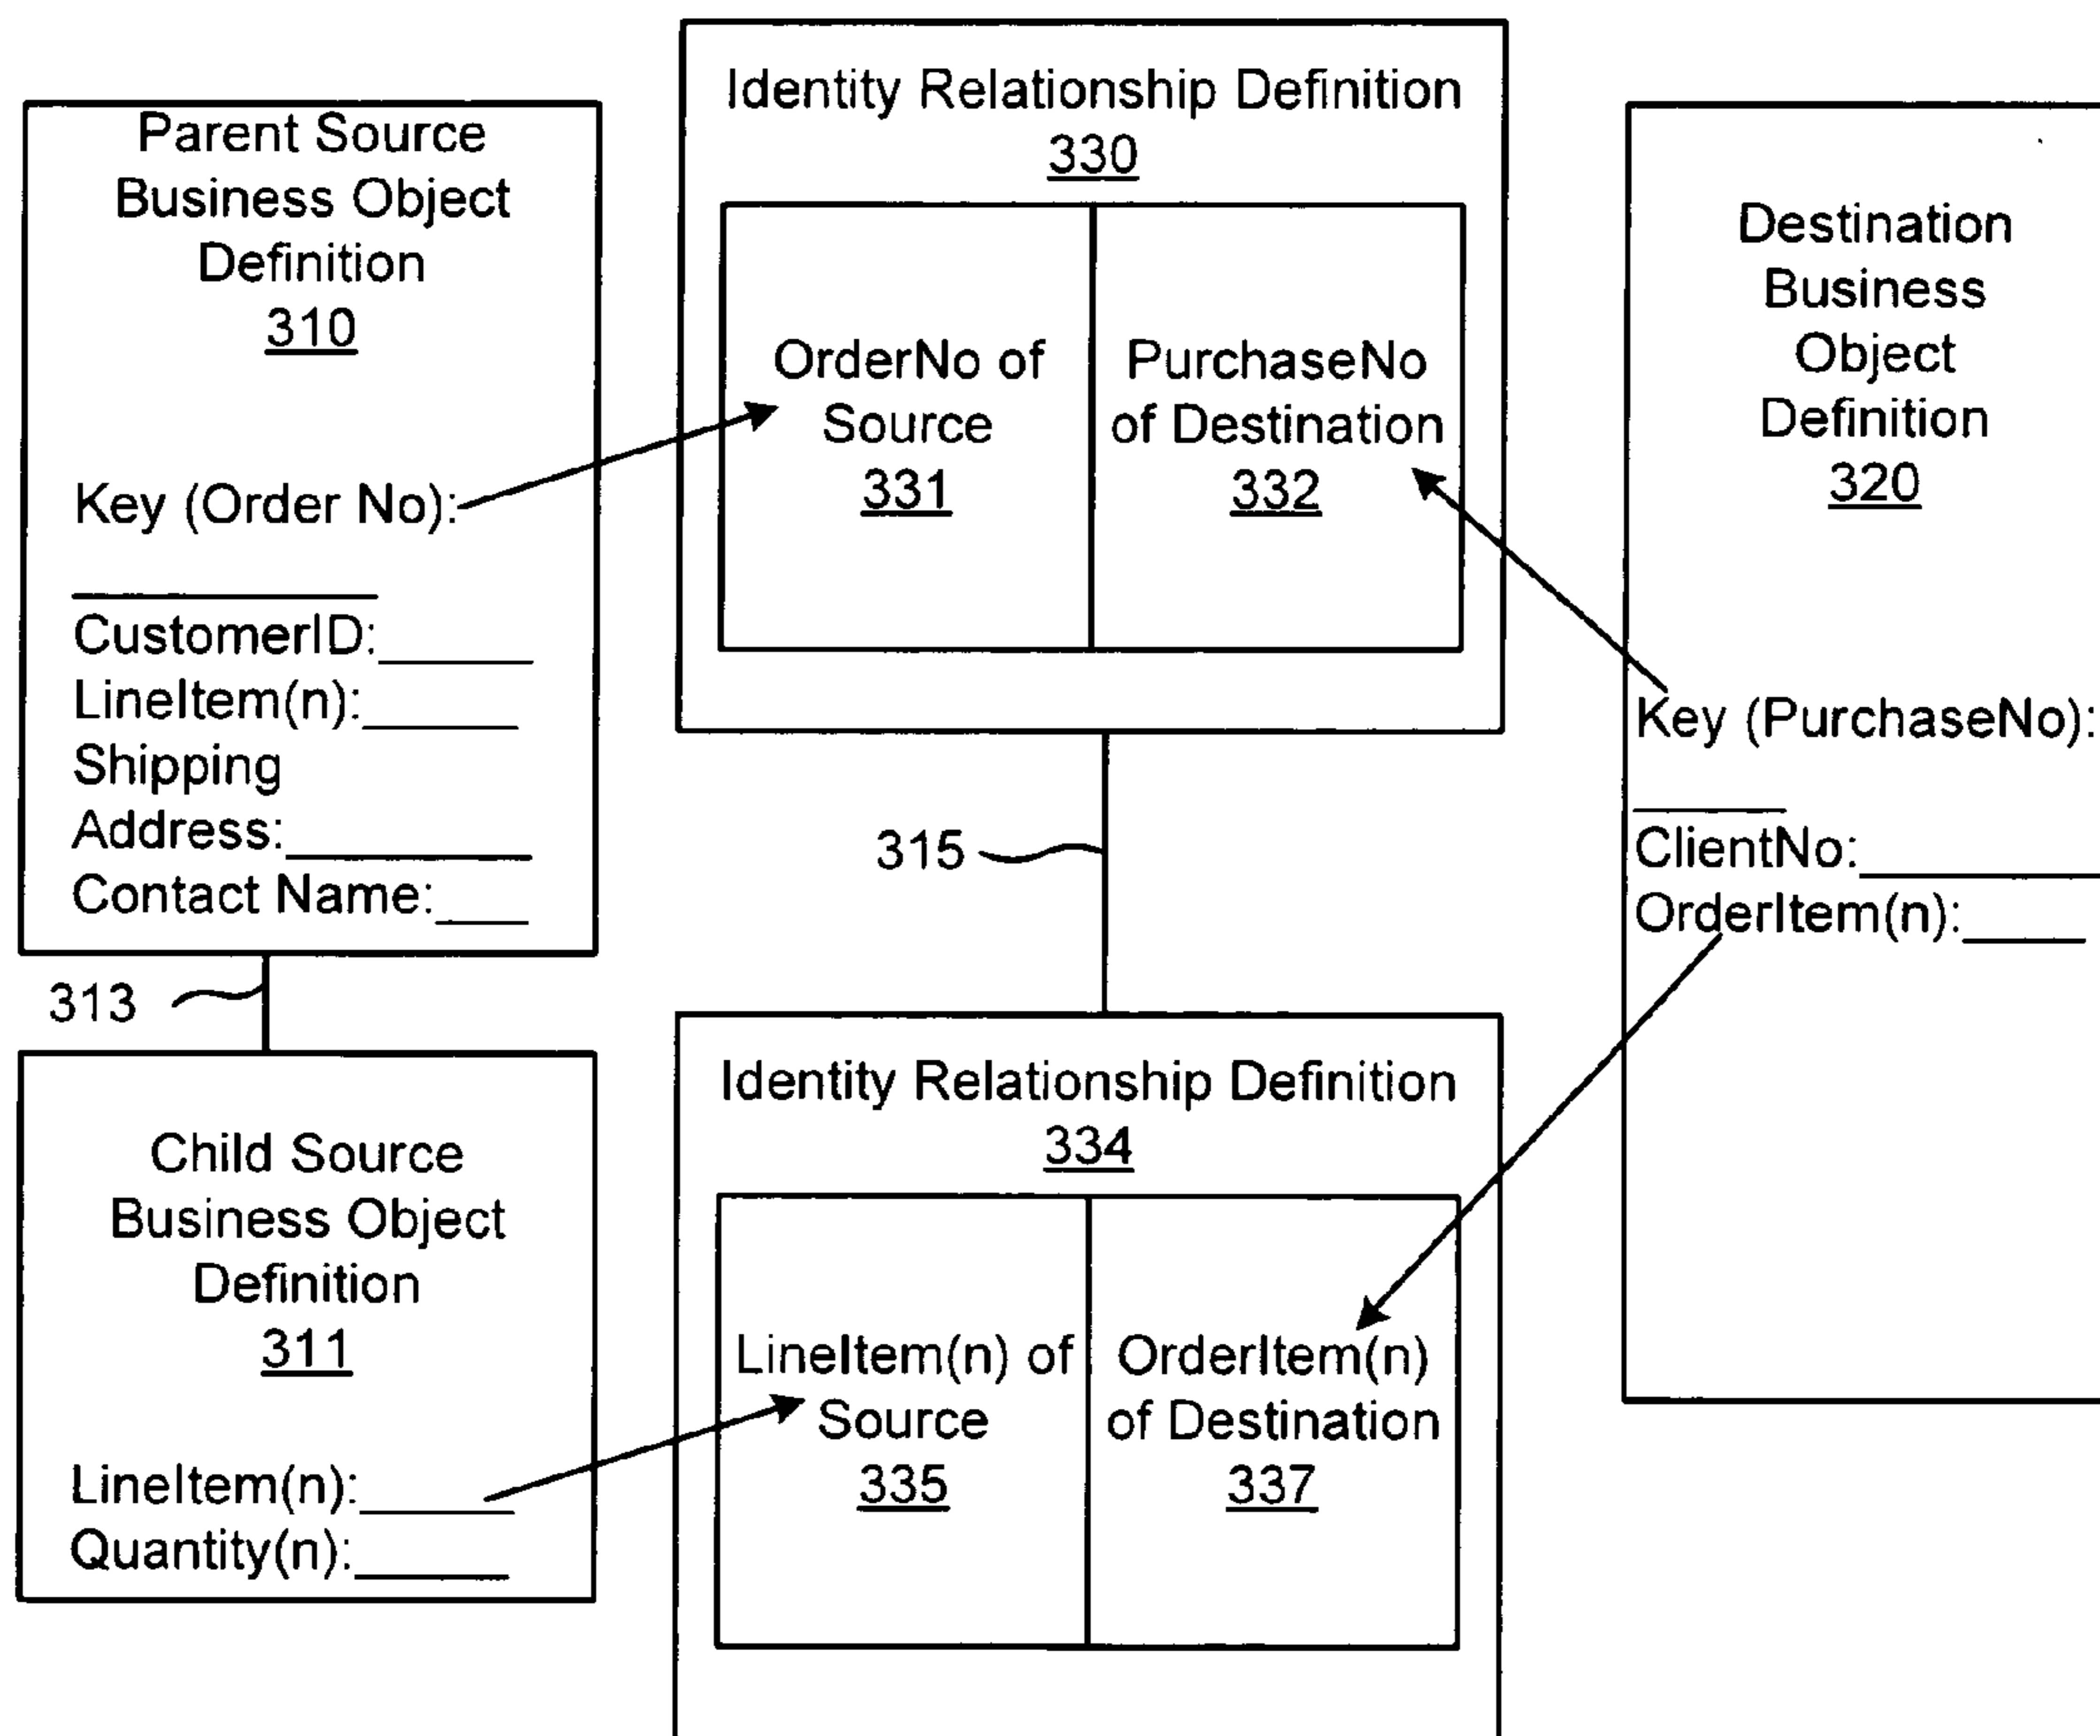 Parent Source
Business Object
Definition
310
Key (Order No):
CustomerID:
LineItem(n):
Shipping
Address:
Contact Name:
313
Child Source
Business Object
Definition
311
LineItem(n):
Quantity(n):
Identity Relationship Definition
330
OrderNo of
Source
331
PurchaseNo
of Destination
332
315
Identity Relationship Definition
334
LineItem(n) of
Source
335
OrderItem(n)
of Destination
337
Destination
Business
Object
Definition
320
Key (PurchaseNo):
ClientNo:
OrderItem(n):